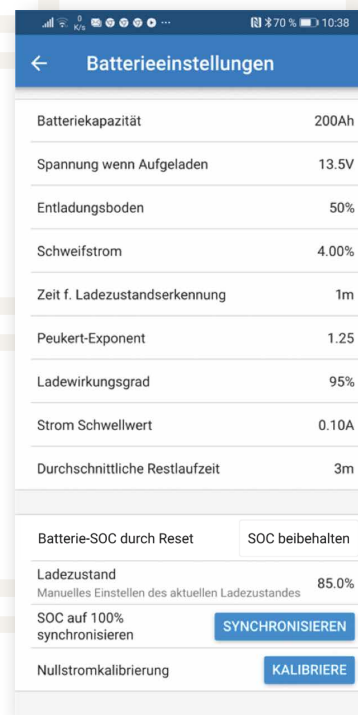 0
K/s
70 %
10:38
Batterieeinstellungen
Batteriekapazität 200Ah
Spannung wenn Aufgeladen 13.5V
Entladungsboden 50%
Schweifstrom 4.00%
Zeit f. Ladezustandserkennung 1m
Peukert-Exponent 1.25
Ladewirkungsgrad 95%
Strom Schwellwert 0.10A
Durchschnittliche Restlaufzeit 3m
Batterie-SOC durch Reset SOC beibehalten
Ladezustand 85.0%
Manuelles Einstellen des aktuellen Ladezustandes
SOC auf 100%
synchronisieren SYNCHRONISIEREN
Nullstromkalibrierung KALIBRIERE